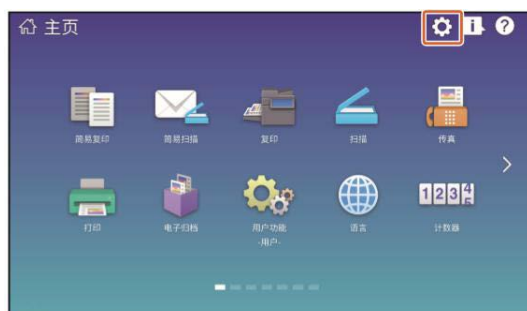 主页
i ?
简易复印 简易扫描 复印 扫描 传真
打印 电子归档 用户功能 语言 计数器
-用户-